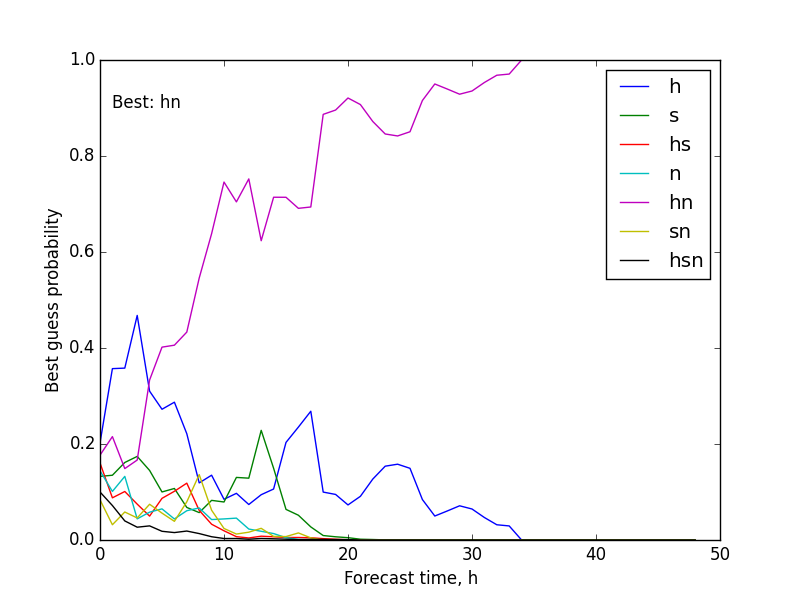 1.0
0.8
0.6
0.4
0.2
0.0
Best guess probability
Best: hn
h
s
hs
n
hn
sn
hsn
0 10 20 30 40 50
Forecast time, h